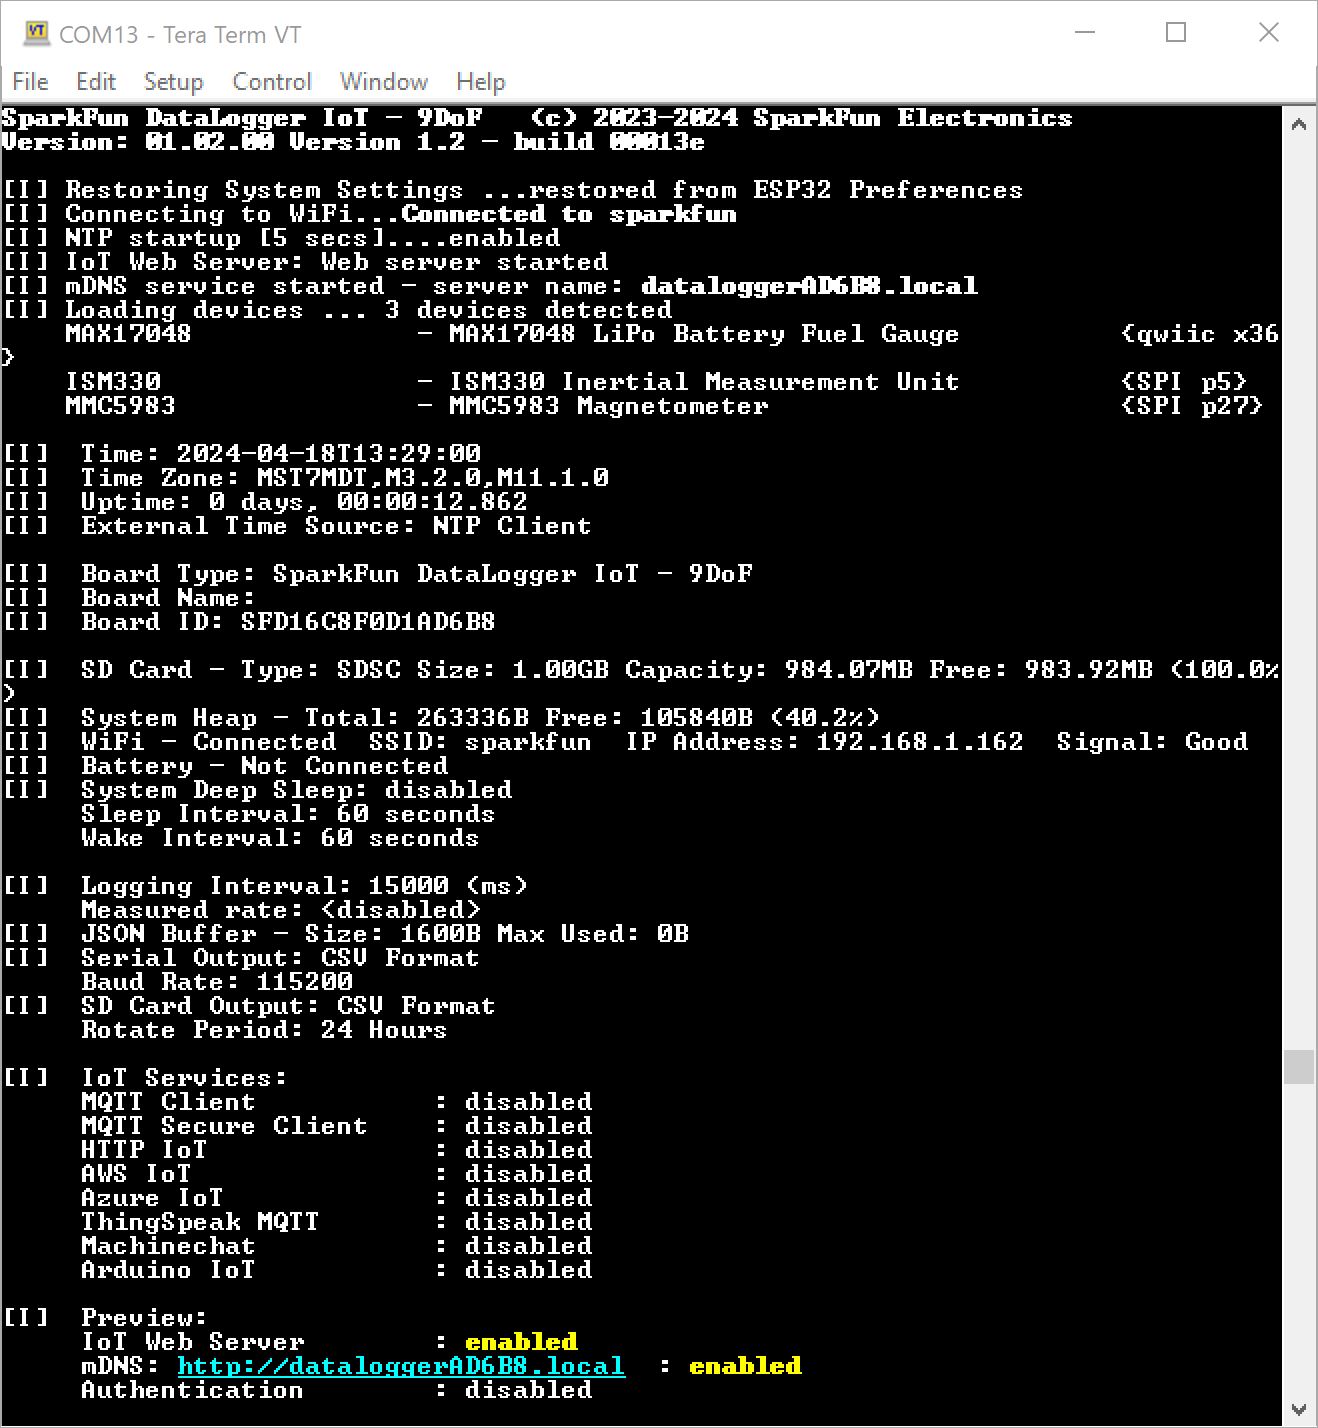 COM13 - Tera Term VT
File Edit Setup Control Window Help
SparkFun DataLogger IoT - 9DoF   (c) 2023-2024 SparkFun Electronics
Version: 01.02.00 Version 1.2 - build 00013e
[I] Restoring System Settings ...restored from ESP32 Preferences
[I] Connecting to WiFi...Connected to sparkfun
[I] NTP startup [5 secs]....enabled
[I] IoT Web Server: Web server started
[I] mDNS service started - server name: dataloggerAD6B8.local
[I] Loading devices ... 3 devices detected
MAX17048 - MAX17048 LiPo Battery Fuel Gauge {qwiic x36
}
ISM330 - ISM330 Inertial Measurement Unit {SPI p5}
MMC5983 - MMC5983 Magnetometer {SPI p27}
[I]  Time: 2024-04-18T13:29:00
[I]  Time Zone: MST7MDT,M3.2.0,M11.1.0
[I]  Uptime: 0 days, 00:00:12.862
[I]  External Time Source: NTP Client
[I]  Board Type: SparkFun DataLogger IoT - 9DoF
[I]  Board Name:
[I]  Board ID: SFD16C8F0D1AD6B8
[I]  SD Card - Type: SDSC Size: 1.00GB Capacity: 984.07MB Free: 983.92MB (100.0%
)
[I]  System Heap - Total: 263336B Free: 105840B (40.2%)
[I]  WiFi - Connected  SSID: sparkfun  IP Address: 192.168.1.162  Signal: Good
[I]  Battery - Not Connected
[I]  System Deep Sleep: disabled
Sleep Interval: 60 seconds
Wake Interval: 60 seconds
[I]  Logging Interval: 15000 (ms)
Measured rate: <disabled>
[I]  JSON Buffer - Size: 1600B Max Used: 0B
[I]  Serial Output: CSV Format
Baud Rate: 115200
[I]  SD Card Output: CSV Format
Rotate Period: 24 Hours
[I]  IoT Services:
MQTT Client : disabled
MQTT Secure Client : disabled
HTTP IoT : disabled
AWS IoT : disabled
Azure IoT : disabled
ThingSpeak MQTT : disabled
Machinechat : disabled
Arduino IoT : disabled
[I]  Preview:
IoT Web Server : enabled
mDNS: http://dataloggerAD6B8.local : enabled
Authentication : disabled